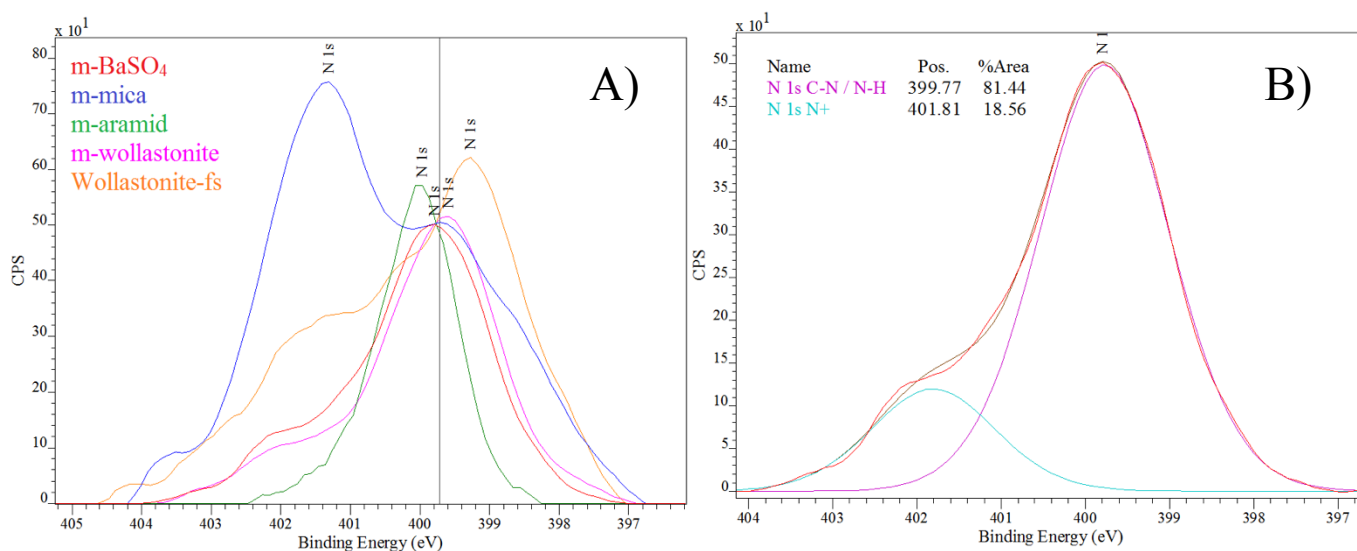 x 10¹
80
70
60
50
40
30
20
10
0
CPS
m-BaSO₄
m-mica
m-aramid
m-wollastonite
Wollastonite-fs
N 1s
N 1s
N 1s
N 1s
N 1s
A)
405 404 403 402 401 400 399 398 397
Binding Energy (eV)
x 10¹
50
45
40
35
30
25
20
15
10
5
0
CPS
Name Pos. %Area
N 1s C-N / N-H 399.77 81.44
N 1s N+ 401.81 18.56
N 1
B)
404 403 402 401 400 399 398 397
Binding Energy (eV)